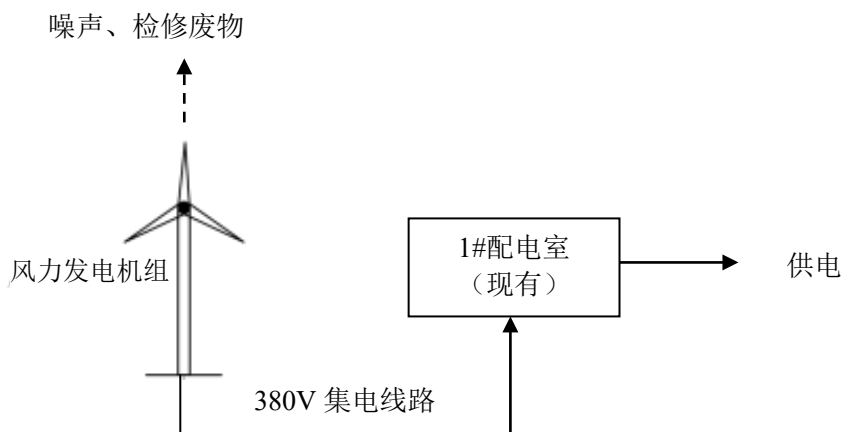 噪声、检修废物
1#配电室
（现有）
供电
风力发电机组
380V 集电线路